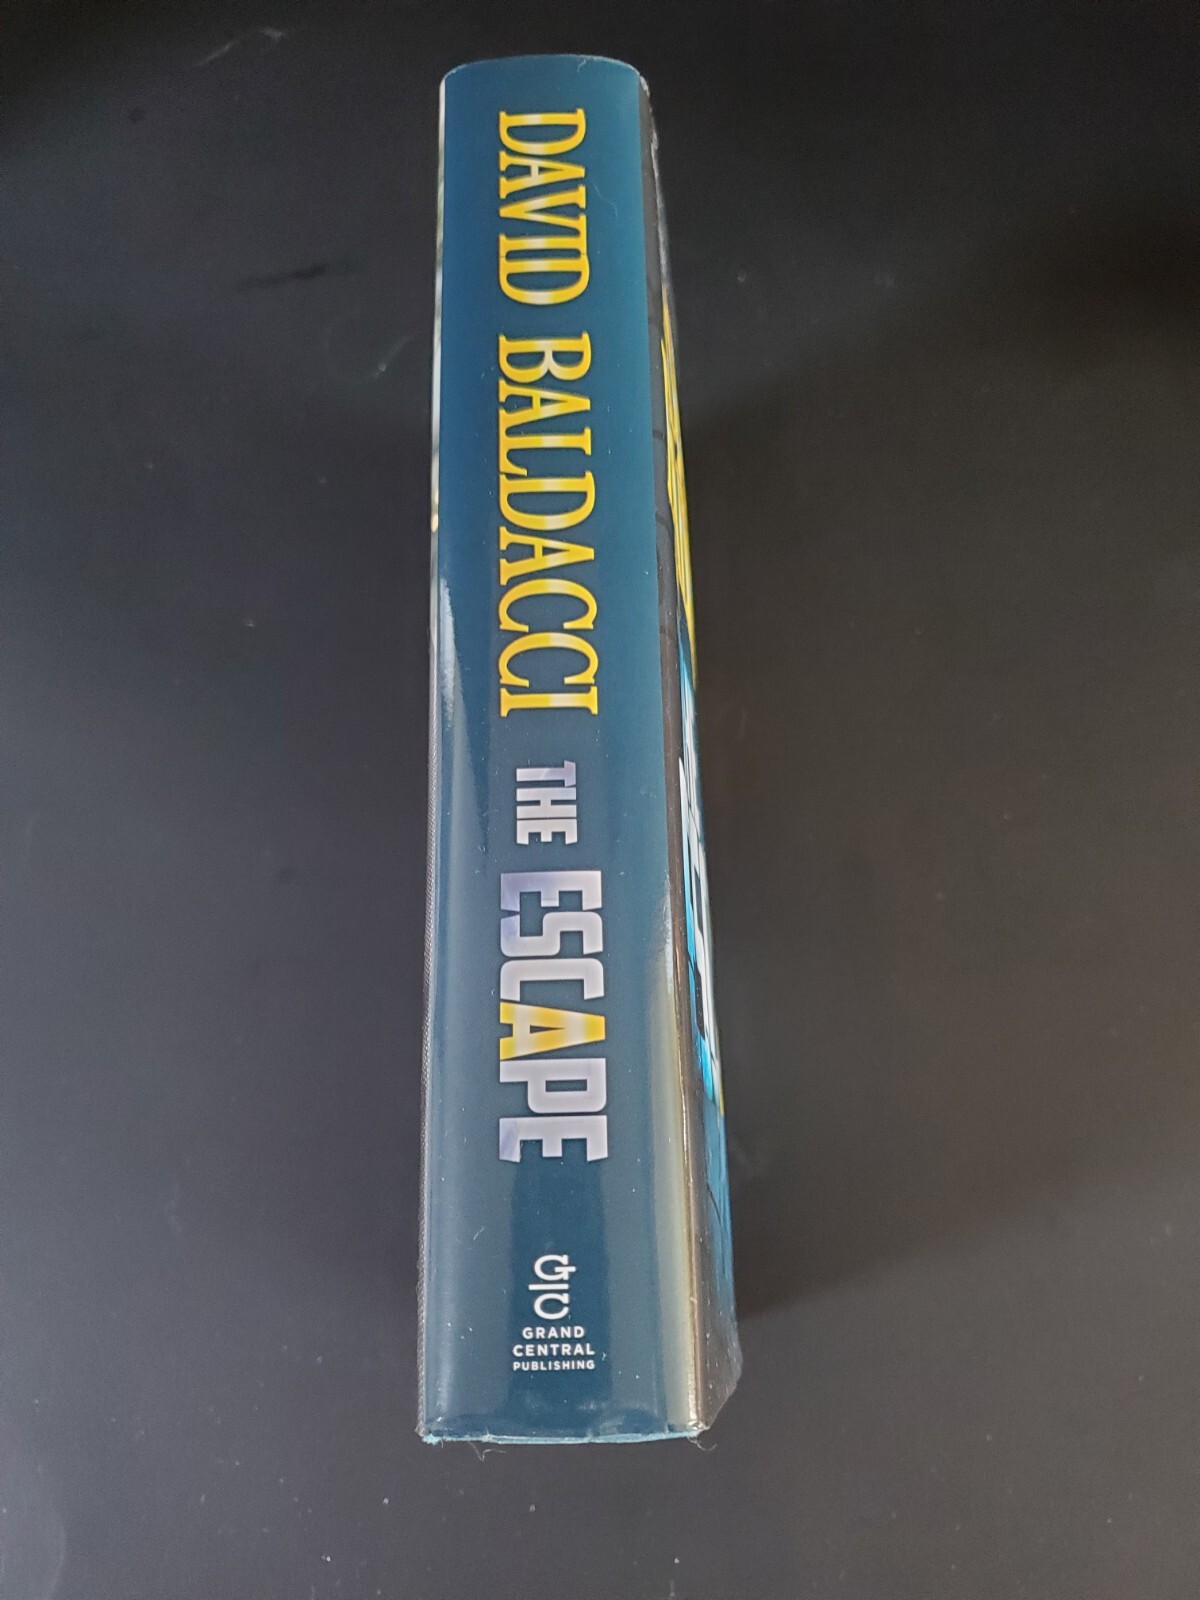 DAVID BALDACCI
THE ESCAPE
GRAND
CENTRAL
PUBLISHING